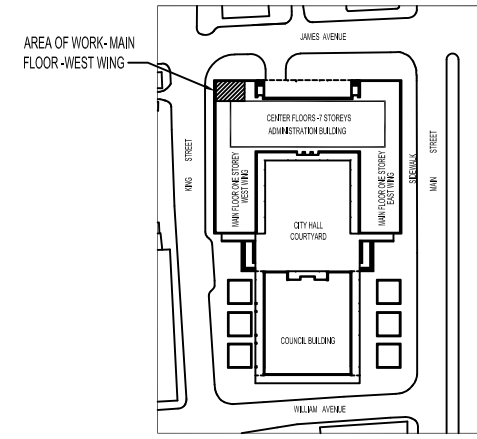 JAMES AVENUE
AREA OF WORK- MAIN
FLOOR -WEST WING
CENTER FLOORS -7 STOREYS
ADMINISTRATION BUILDING
KING STREET
MAIN FLOOR ONE STOREY
WEST WING
CITY HALL
COURTYARD
MAIN FLOOR ONE STOREY
EAST WING
SIDEWALK
MAIN STREET
COUNCIL BUILDING
WILLIAM AVENUE